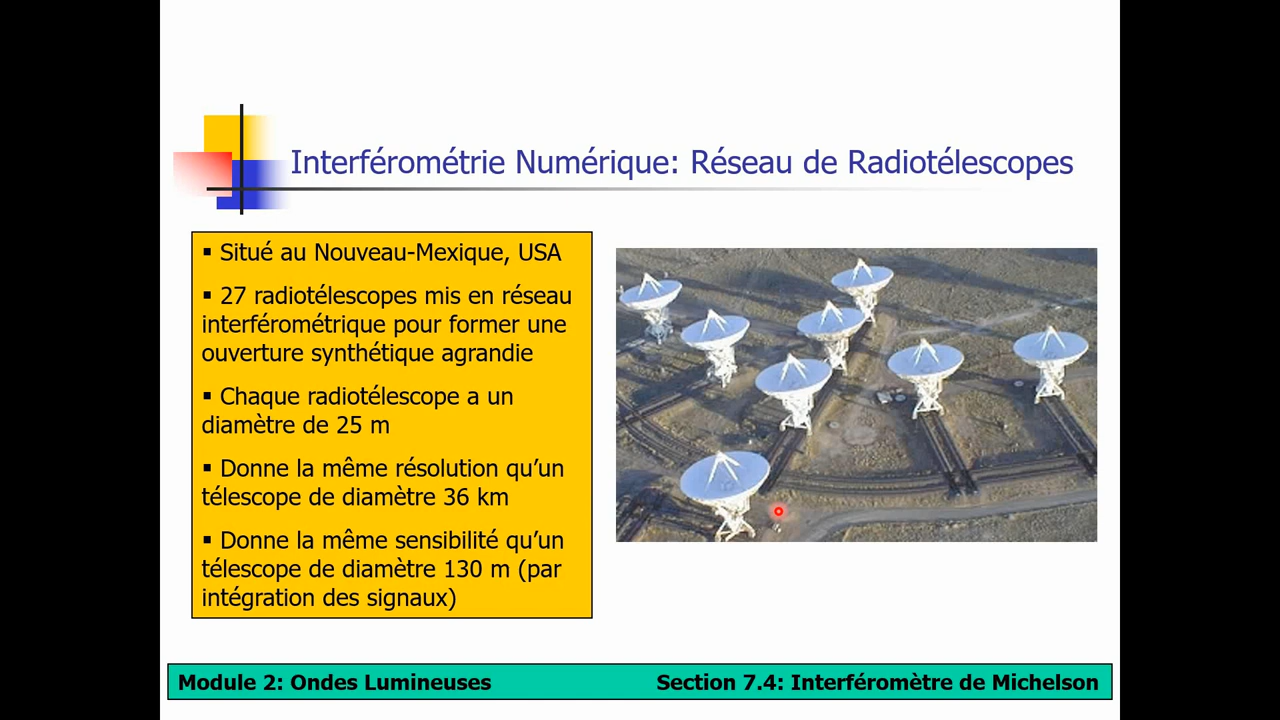 Interférométrie Numérique: Réseau de Radiotélescopes
▪ Situé au Nouveau-Mexique, USA
▪ 27 radiotélescopes mis en réseau
interférométrique pour former une
ouverture synthétique agrandie
▪ Chaque radiotélescope a un
diamètre de 25 m
▪ Donne la même résolution qu’un
télescope de diamètre 36 km
▪ Donne la même sensibilité qu’un
télescope de diamètre 130 m (par
intégration des signaux)
Module 2: Ondes Lumineuses
Section 7.4: Interféromètre de Michelson